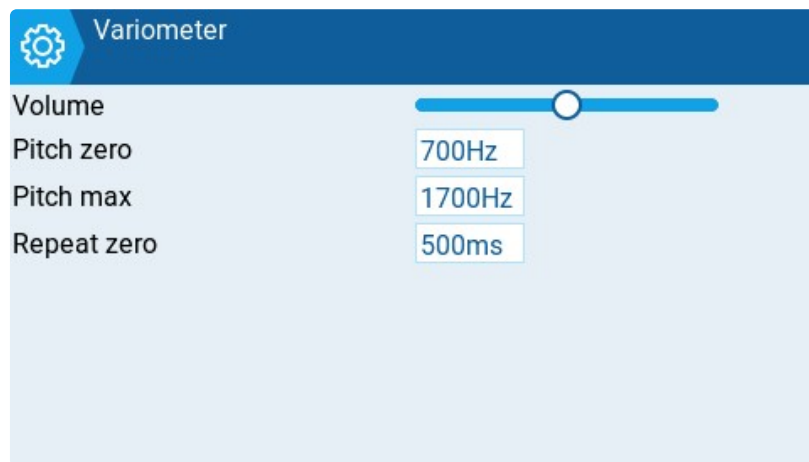 Variometer
Volume
Pitch zero 700Hz
Pitch max 1700Hz
Repeat zero 500ms